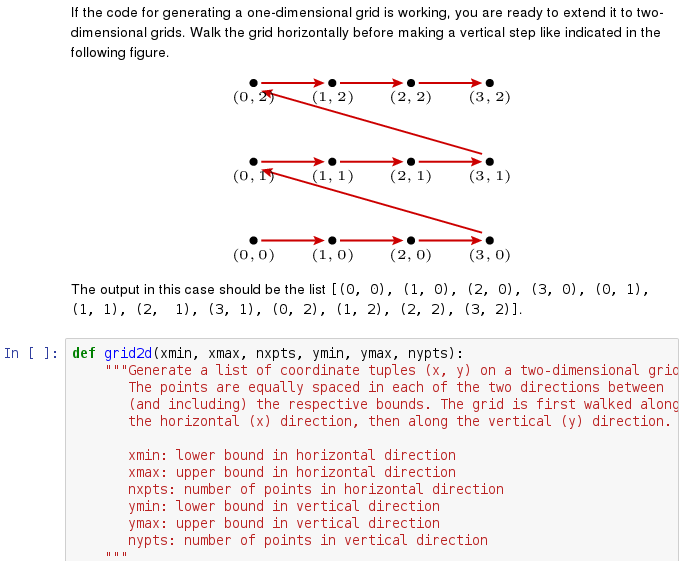 If the code for generating a one-dimensional grid is working, you are ready to extend it to two-
dimensional grids. Walk the grid horizontally before making a vertical step like indicated in the
following figure.
(0, 2) (1, 2) (2, 2) (3, 2)
(0, 1) (1, 1) (2, 1) (3, 1)
(0, 0) (1, 0) (2, 0) (3, 0)
The output in this case should be the list [(0, 0), (1, 0), (2, 0), (3, 0), (0, 1),
(1, 1), (2, 1), (3, 1), (0, 2), (1, 2), (2, 2), (3, 2)].
In [ ]: def grid2d(xmin, xmax, nxpts, ymin, ymax, nypts):
"""Generate a list of coordinate tuples (x, y) on a two-dimensional grid
The points are equally spaced in each of the two directions between
(and including) the respective bounds. The grid is first walked along
the horizontal (x) direction, then along the vertical (y) direction.
xmin: lower bound in horizontal direction
xmax: upper bound in horizontal direction
nxpts: number of points in horizontal direction
ymin: lower bound in vertical direction
ymax: upper bound in vertical direction
nypts: number of points in vertical direction
"""